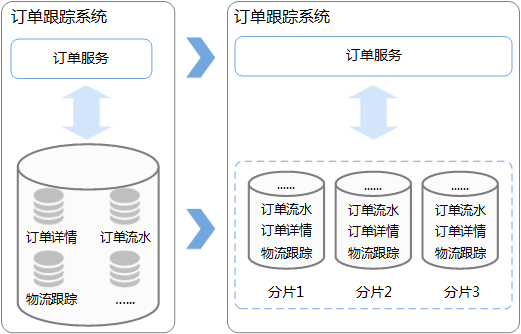 订单跟踪系统
订单服务
订单详情
订单流水
物流跟踪
......
订单跟踪系统
订单服务
......
订单流水
订单详情
物流跟踪
分片1
......
订单流水
订单详情
物流跟踪
分片2
......
订单流水
订单详情
物流跟踪
分片3